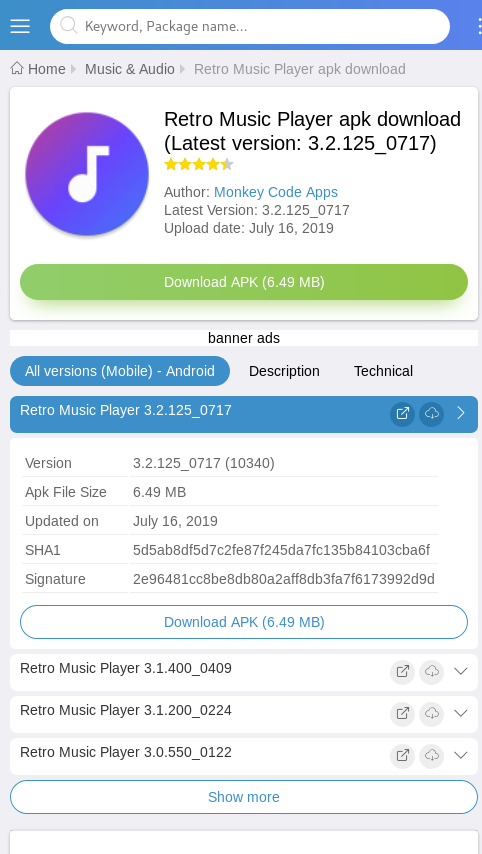 Keyword, Package name...
Home Music & Audio Retro Music Player apk download
Retro Music Player apk download
(Latest version: 3.2.125_0717)
Author: Monkey Code Apps
Latest Version: 3.2.125_0717
Upload date: July 16, 2019
Download APK (6.49 MB)
banner ads
All versions (Mobile) - Android Description Technical
Retro Music Player 3.2.125_0717
Version 3.2.125_0717 (10340)
Apk File Size 6.49 MB
Updated on July 16, 2019
SHA1 5d5ab8df5d7c2fe87f245da7fc135b84103cba6f
Signature 2e96481cc8be8db80a2aff8db3fa7f6173992d9d
Download APK (6.49 MB)
Retro Music Player 3.1.400_0409
Retro Music Player 3.1.200_0224
Retro Music Player 3.0.550_0122
Show more